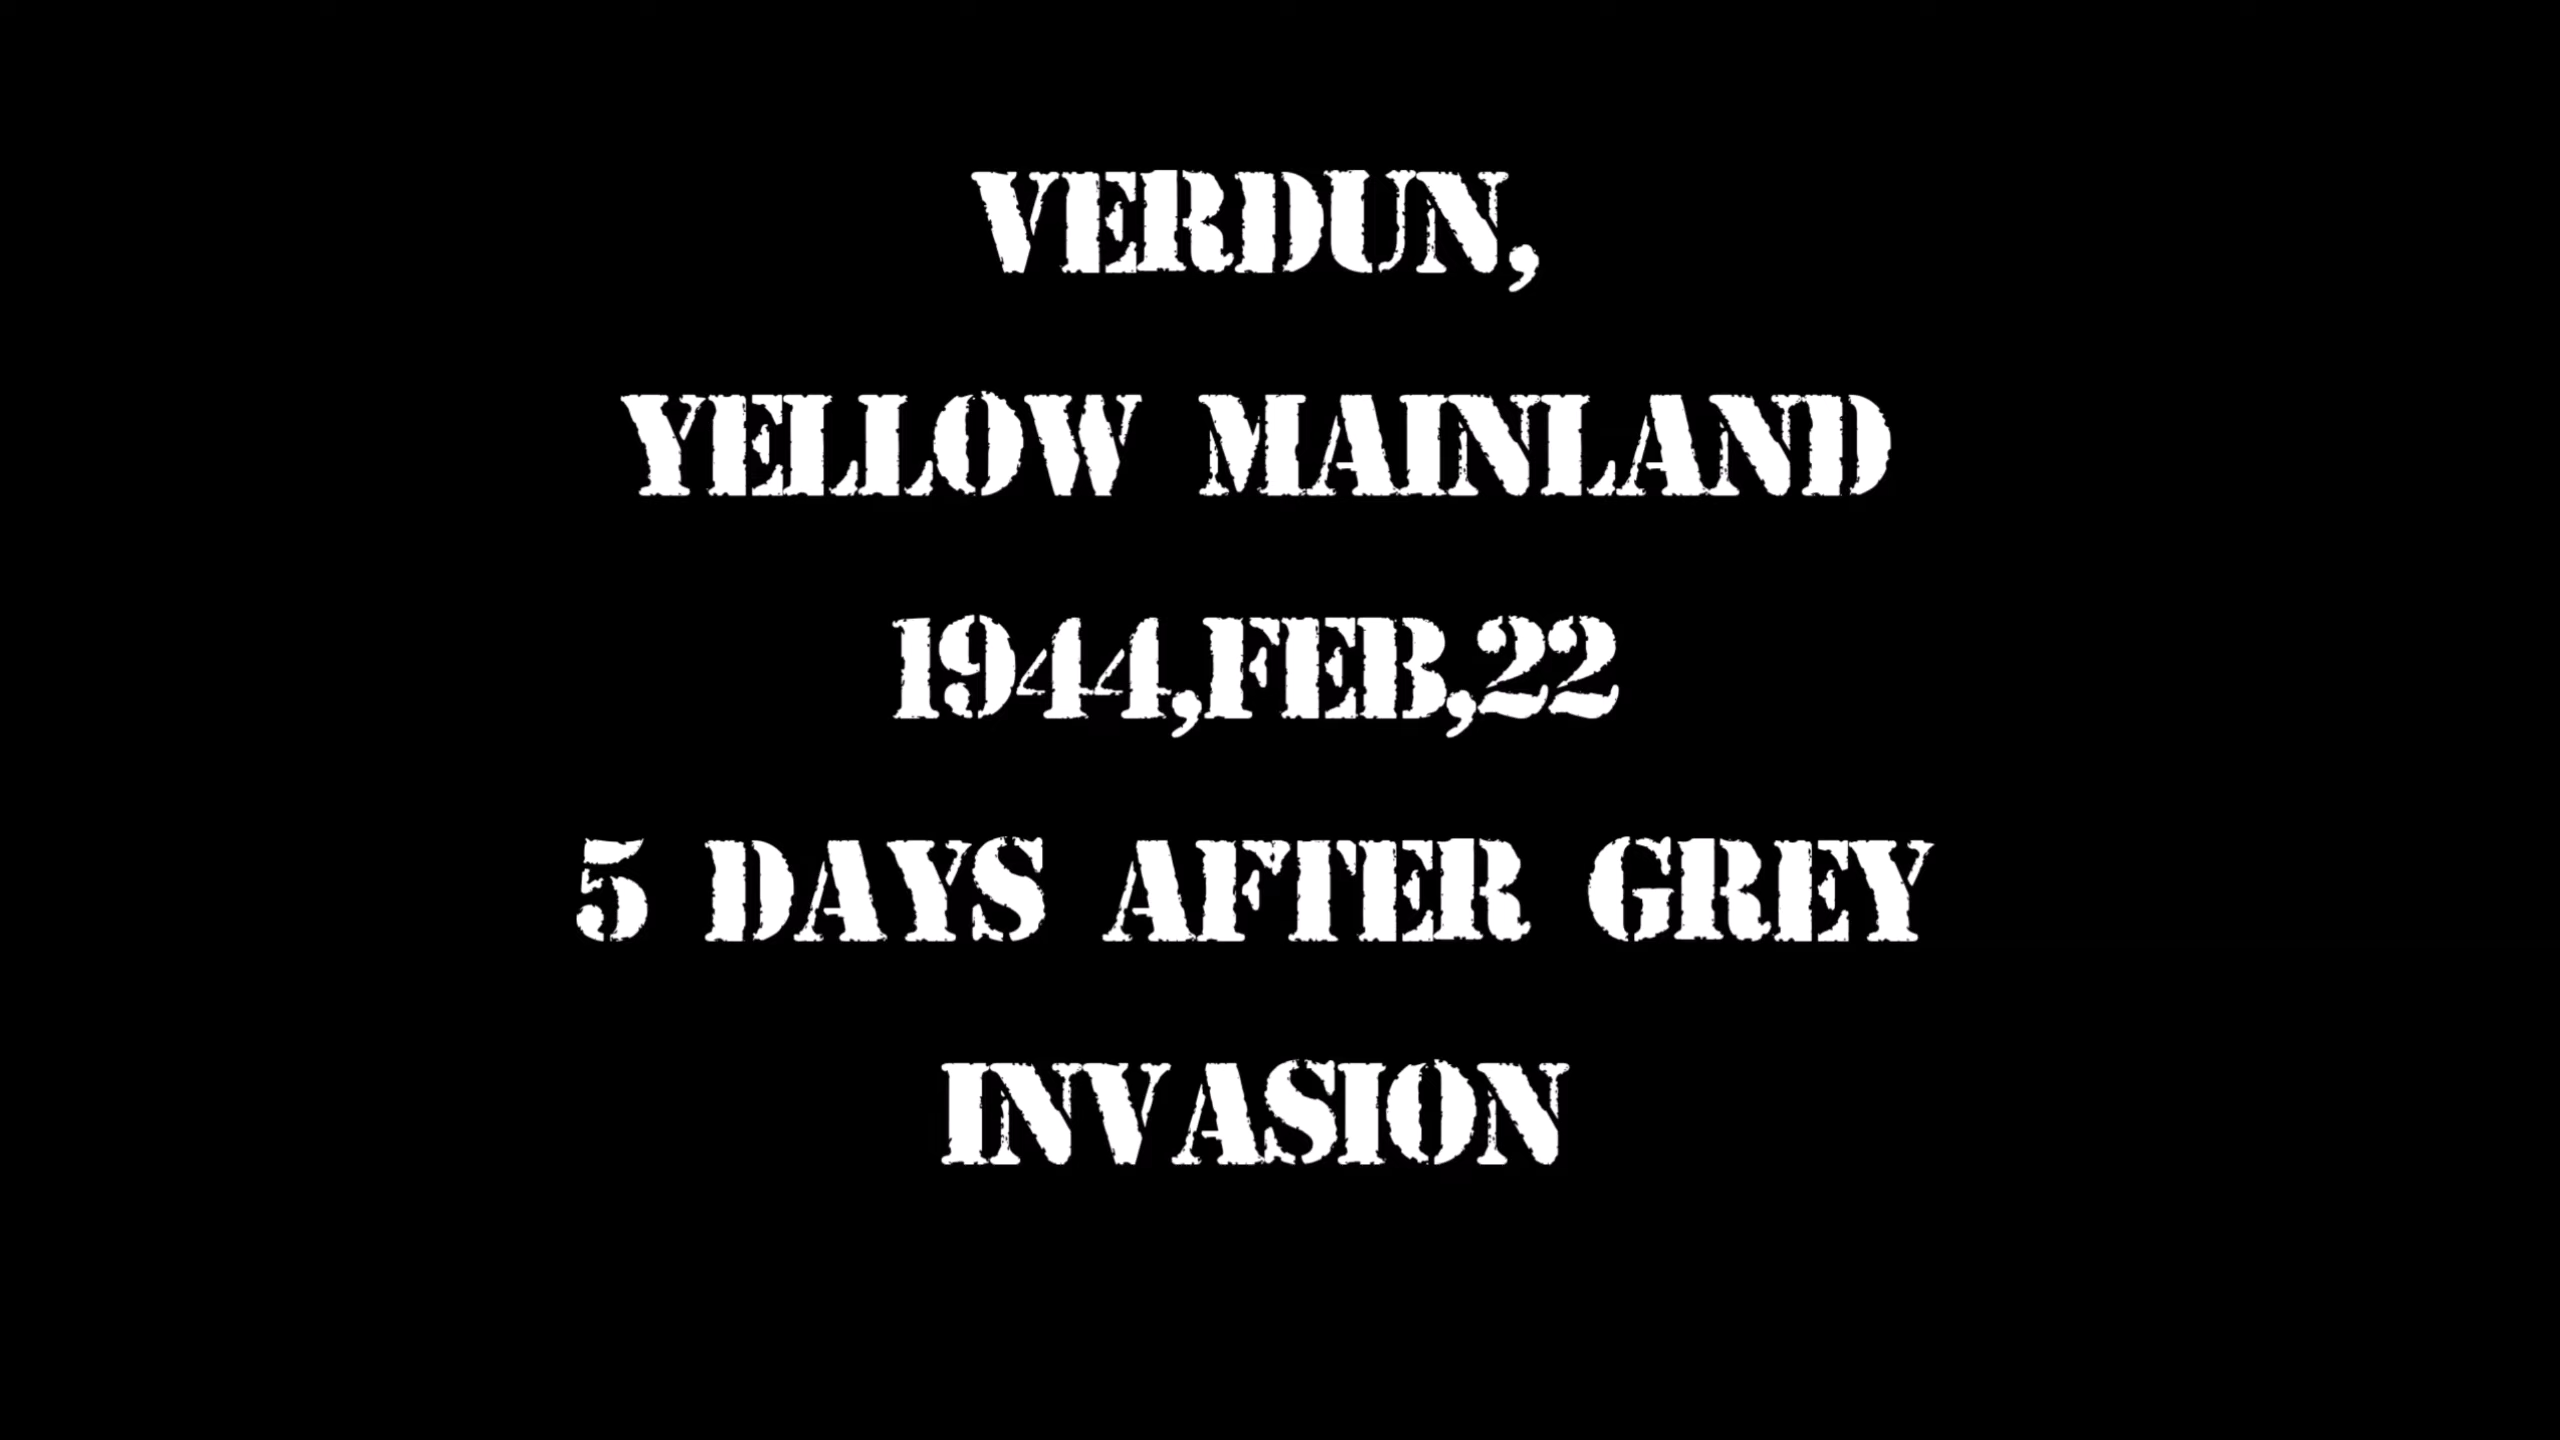 VERDUN,
YELLOW MAINLAND
1944,FEB,22
5 DAYS AFTER GREY
INVASION